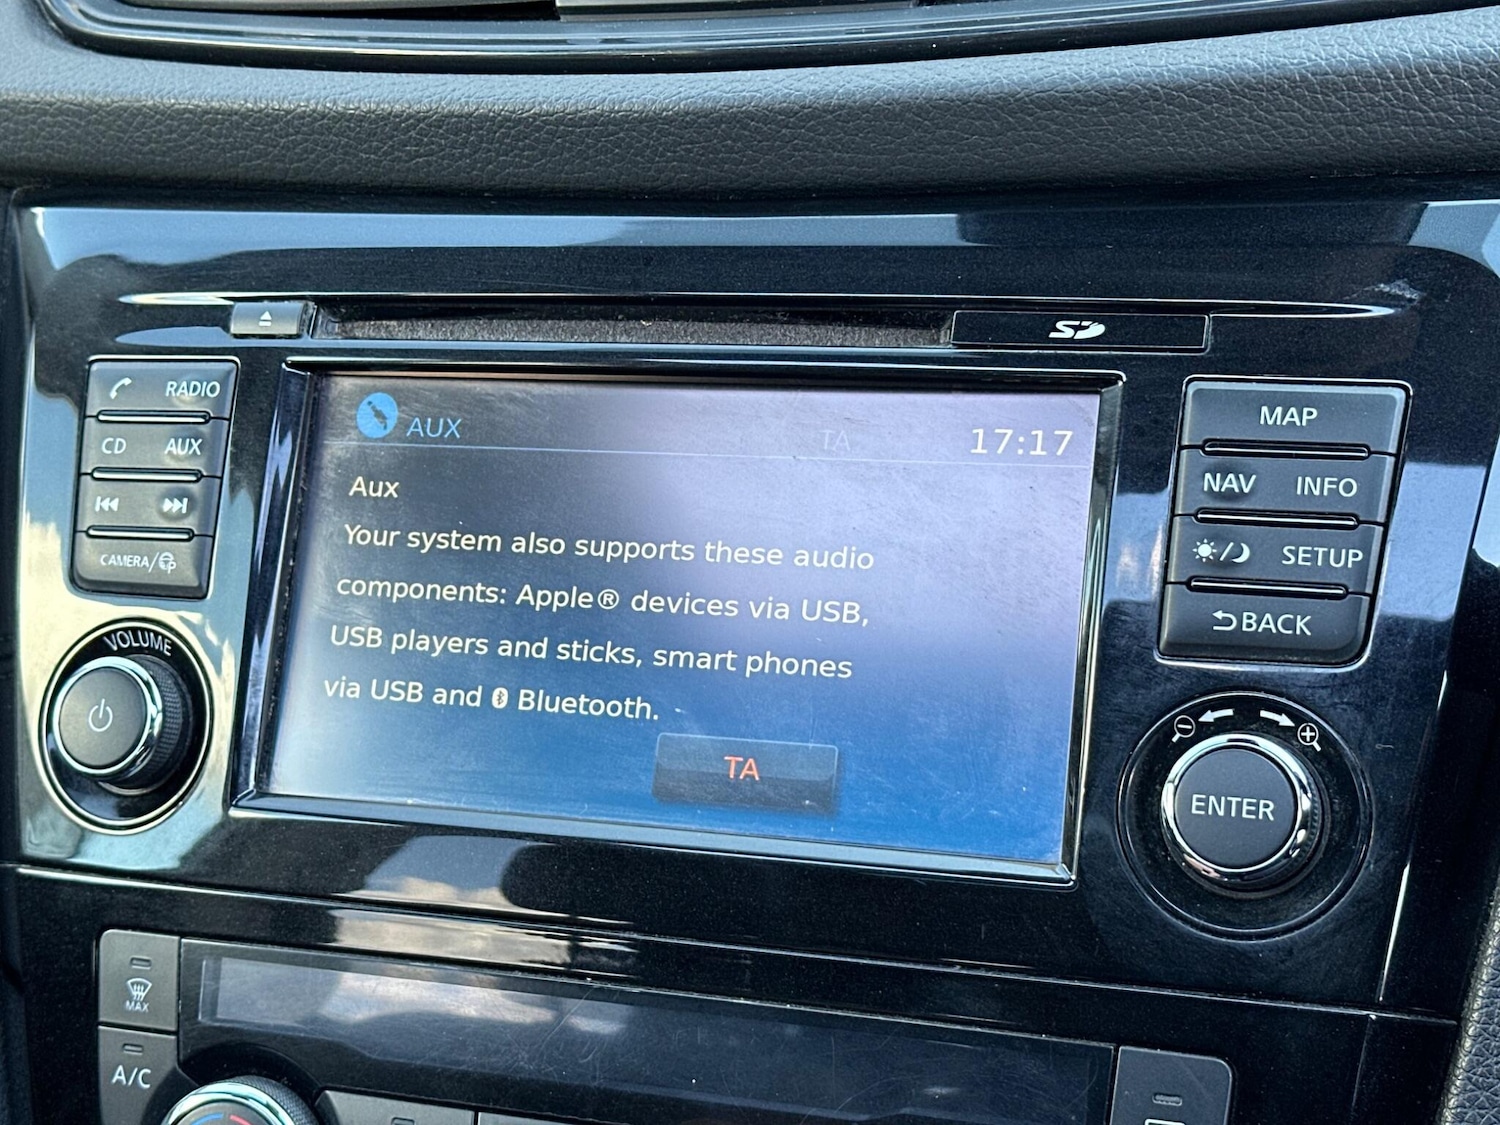 SD
RADIO
CD AUX
CAMERA/
VOLUME
AUX TA 17:17
Aux
Your system also supports these audio
components: Apple® devices via USB,
USB players and sticks, smart phones
via USB and Bluetooth.
TA
MAP
NAV INFO
SETUP
BACK
ENTER
MAX
A/C